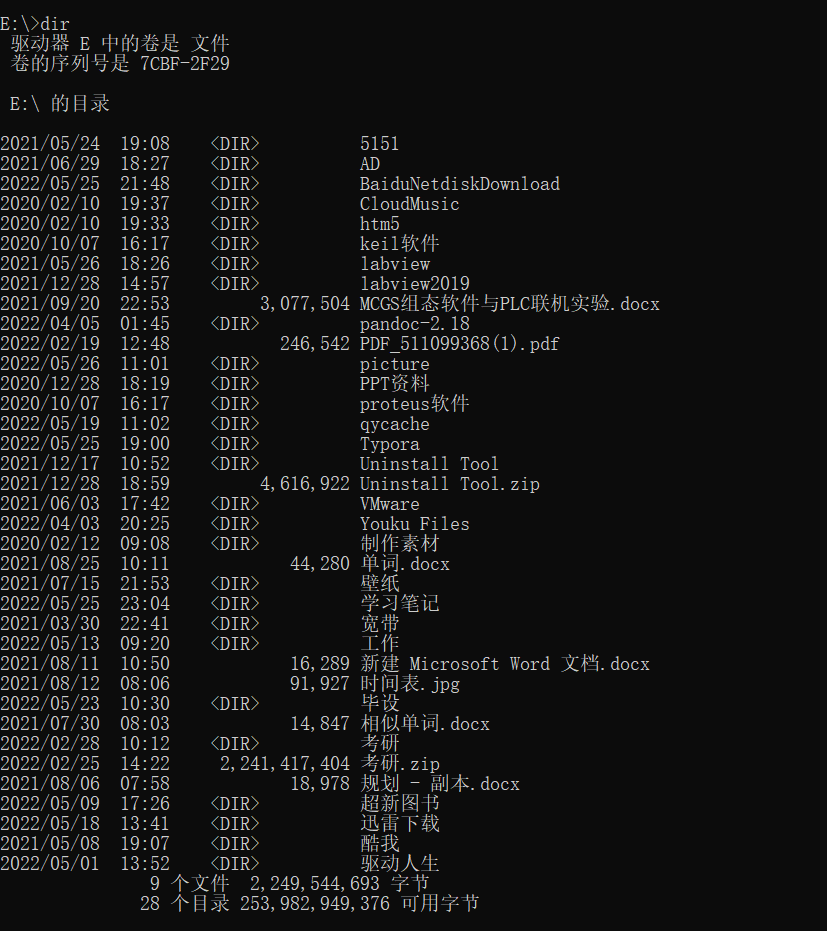 E:\>dir
驱动器 E 中的卷是 文件
卷的序列号是 7CBF-2F29
E:\ 的目录
2021/05/24  19:08    <DIR>          5151
2021/06/29  18:27    <DIR>          AD
2022/05/25  21:48    <DIR>          BaiduNetdiskDownload
2020/02/10  19:37    <DIR>          CloudMusic
2020/02/10  19:33    <DIR>          htm5
2020/10/07  16:17    <DIR>          keil软件
2021/05/26  18:26    <DIR>          labview
2021/12/28  14:57    <DIR>          labview2019
2021/09/20  22:53         3,077,504 MCGS组态软件与PLC联机实验.docx
2022/04/05  01:45    <DIR>          pandoc-2.18
2022/02/19  12:48           246,542 PDF_511099368(1).pdf
2022/05/26  11:01    <DIR>          picture
2020/12/28  18:19    <DIR>          PPT资料
2020/10/07  16:17    <DIR>          proteus软件
2022/05/19  11:02    <DIR>          qycache
2022/05/25  19:00    <DIR>          Typora
2021/12/17  10:52    <DIR>          Uninstall Tool
2021/12/28  18:59         4,616,922 Uninstall Tool.zip
2021/06/03  17:42    <DIR>          VMware
2022/04/03  20:25    <DIR>          Youku Files
2020/02/12  09:08    <DIR>          制作素材
2021/08/25  10:11            44,280 单词.docx
2021/07/15  21:53    <DIR>          壁纸
2022/05/25  23:04    <DIR>          学习笔记
2021/03/30  22:41    <DIR>          宽带
2022/05/13  09:20    <DIR>          工作
2021/08/11  10:50            16,289 新建 Microsoft Word 文档.docx
2021/08/12  08:06            91,927 时间表.jpg
2022/05/23  10:30    <DIR>          毕设
2021/07/30  08:03            14,847 相似单词.docx
2022/02/28  10:12    <DIR>          考研
2022/02/25  14:22     2,241,417,404 考研.zip
2021/08/06  07:58            18,978 规划 - 副本.docx
2022/05/09  17:26    <DIR>          超新图书
2022/05/18  13:41    <DIR>          迅雷下载
2021/05/08  19:07    <DIR>          酷我
2022/05/01  13:52    <DIR>          驱动人生
9 个文件  2,249,544,693 字节
28 个目录 253,982,949,376 可用字节